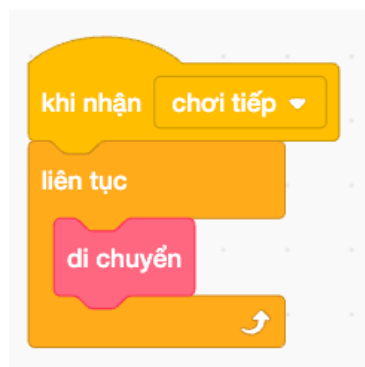 khi nhận chơi tiếp
liên tục
di chuyển